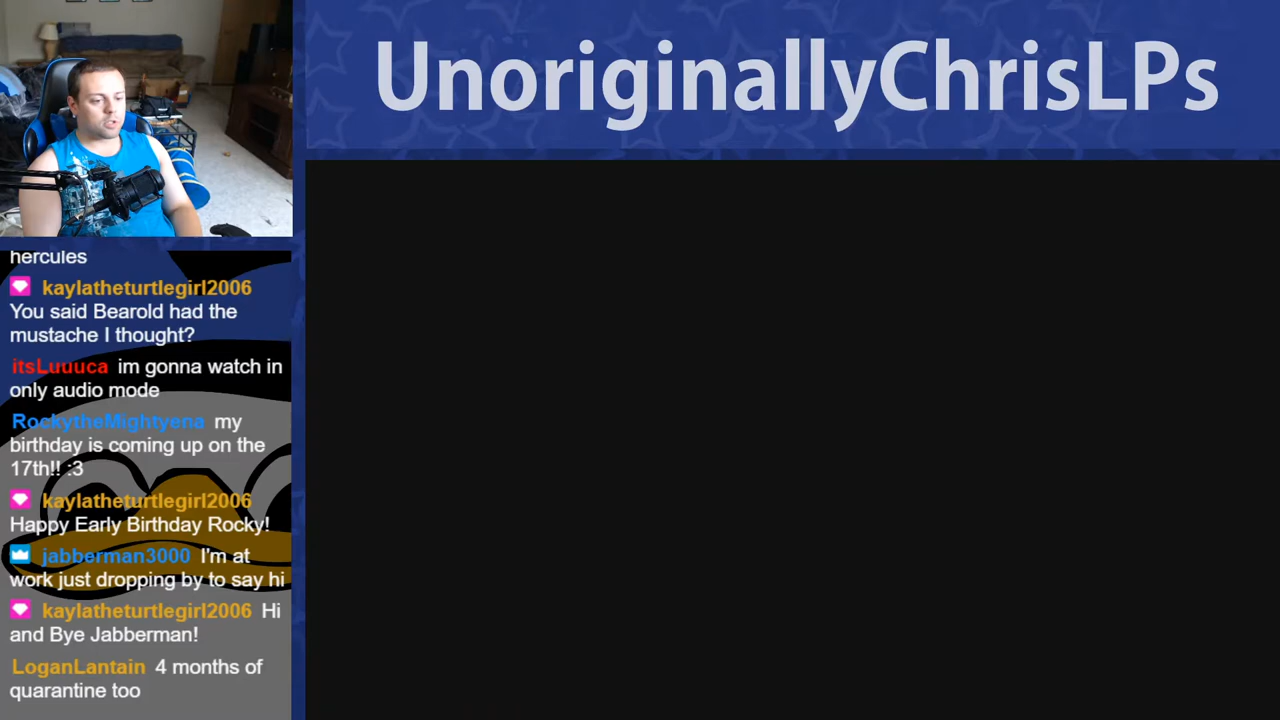 UnoriginallyChrisLPs
hercules
kaylatheturtlegirl2006
You said Bearold had the
mustache I thought?
itsLuuuca im gonna watch in
only audio mode
RockytheMightyena my
birthday is coming up on the
17th!! :3
kaylatheturtlegirl2006
Happy Early Birthday Rocky!
jabberman3000 I'm at
work just dropping by to say hi
kaylatheturtlegirl2006 Hi
and Bye Jabberman!
LoganLantain 4 months of
quarantine too